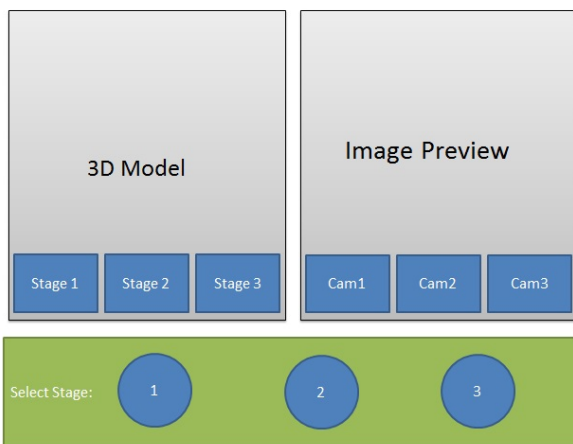 3D Model
Stage 1
Stage 2
Stage 3
Image Preview
Cam1
Cam2
Cam3
Select Stage:
1
2
3